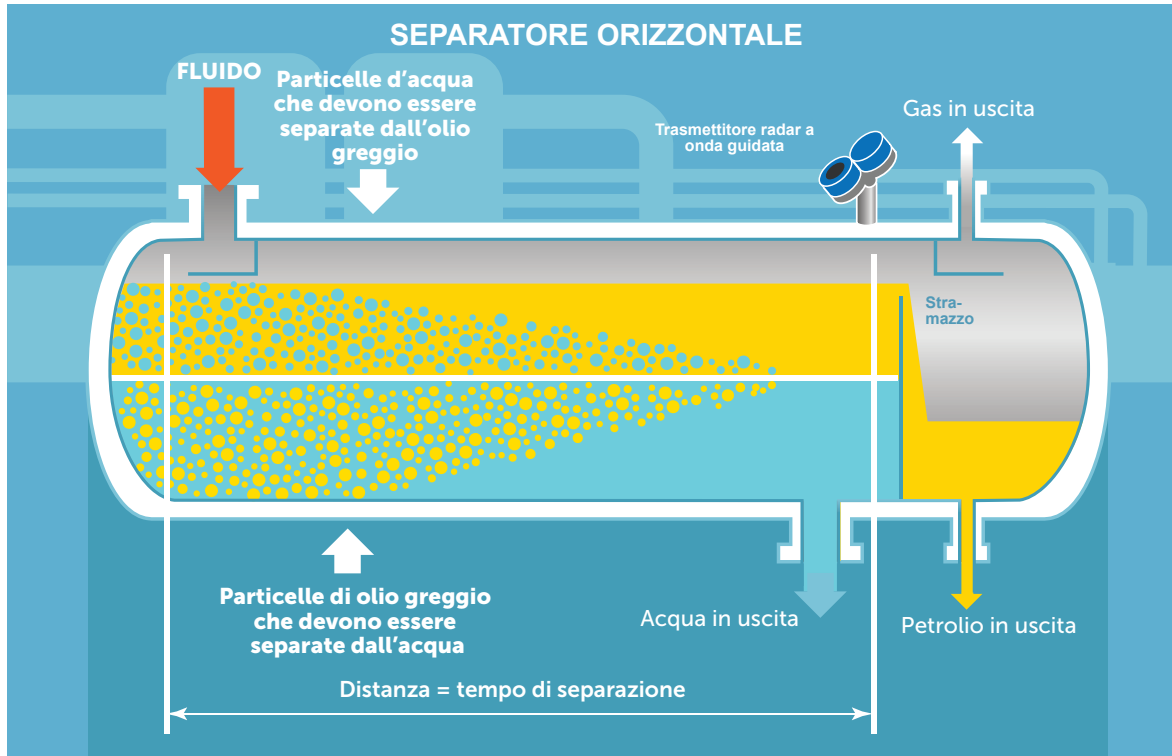 SEPARATORE ORIZZONTALE
FLUIDO
Particelle d'acqua
che devono essere
separate dall'olio
greggio
Trasmettitore radar a
onda guidata
Gas in uscita
Stra-
mazzo
Particelle di olio greggio
che devono essere
separate dall'acqua
Acqua in uscita
Petrolio in uscita
Distanza = tempo di separazione